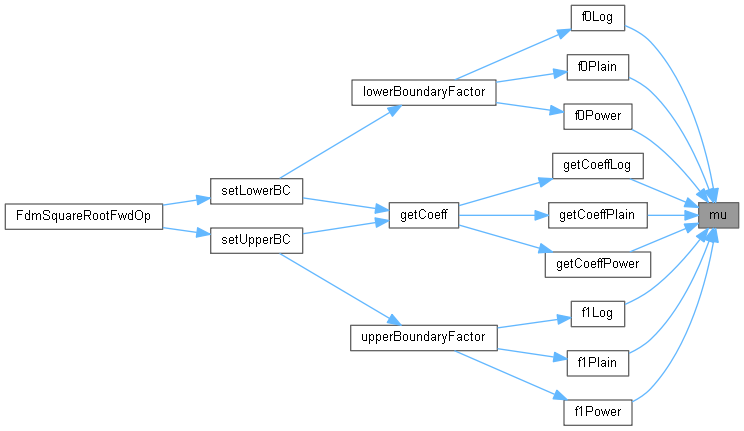 f0Log
f0Plain
lowerBoundaryFactor
f0Power
getCoeffLog
setLowerBC
FdmSquareRootFwdOp
getCoeff
getCoeffPlain
mu
setUpperBC
getCoeffPower
f1Log
upperBoundaryFactor
f1Plain
f1Power